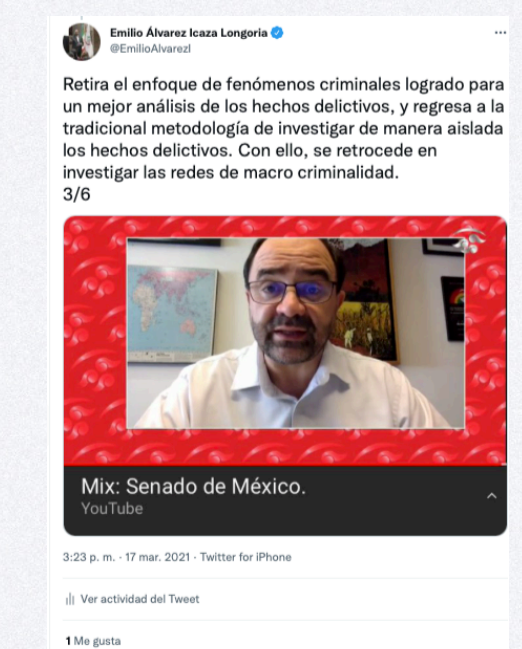 Emilio Álvarez Icaza Longoria
@EmilioAlvarezI
Retira el enfoque de fenómenos criminales logrado para
un mejor análisis de los hechos delictivos, y regresa a la
tradicional metodología de investigar de manera aislada
los hechos delictivos. Con ello, se retrocede en
investigar las redes de macro criminalidad.
3/6
Mix: Senado de México.
YouTube
3:23 p. m. · 17 mar. 2021 · Twitter for iPhone
Ver actividad del Tweet
1 Me gusta